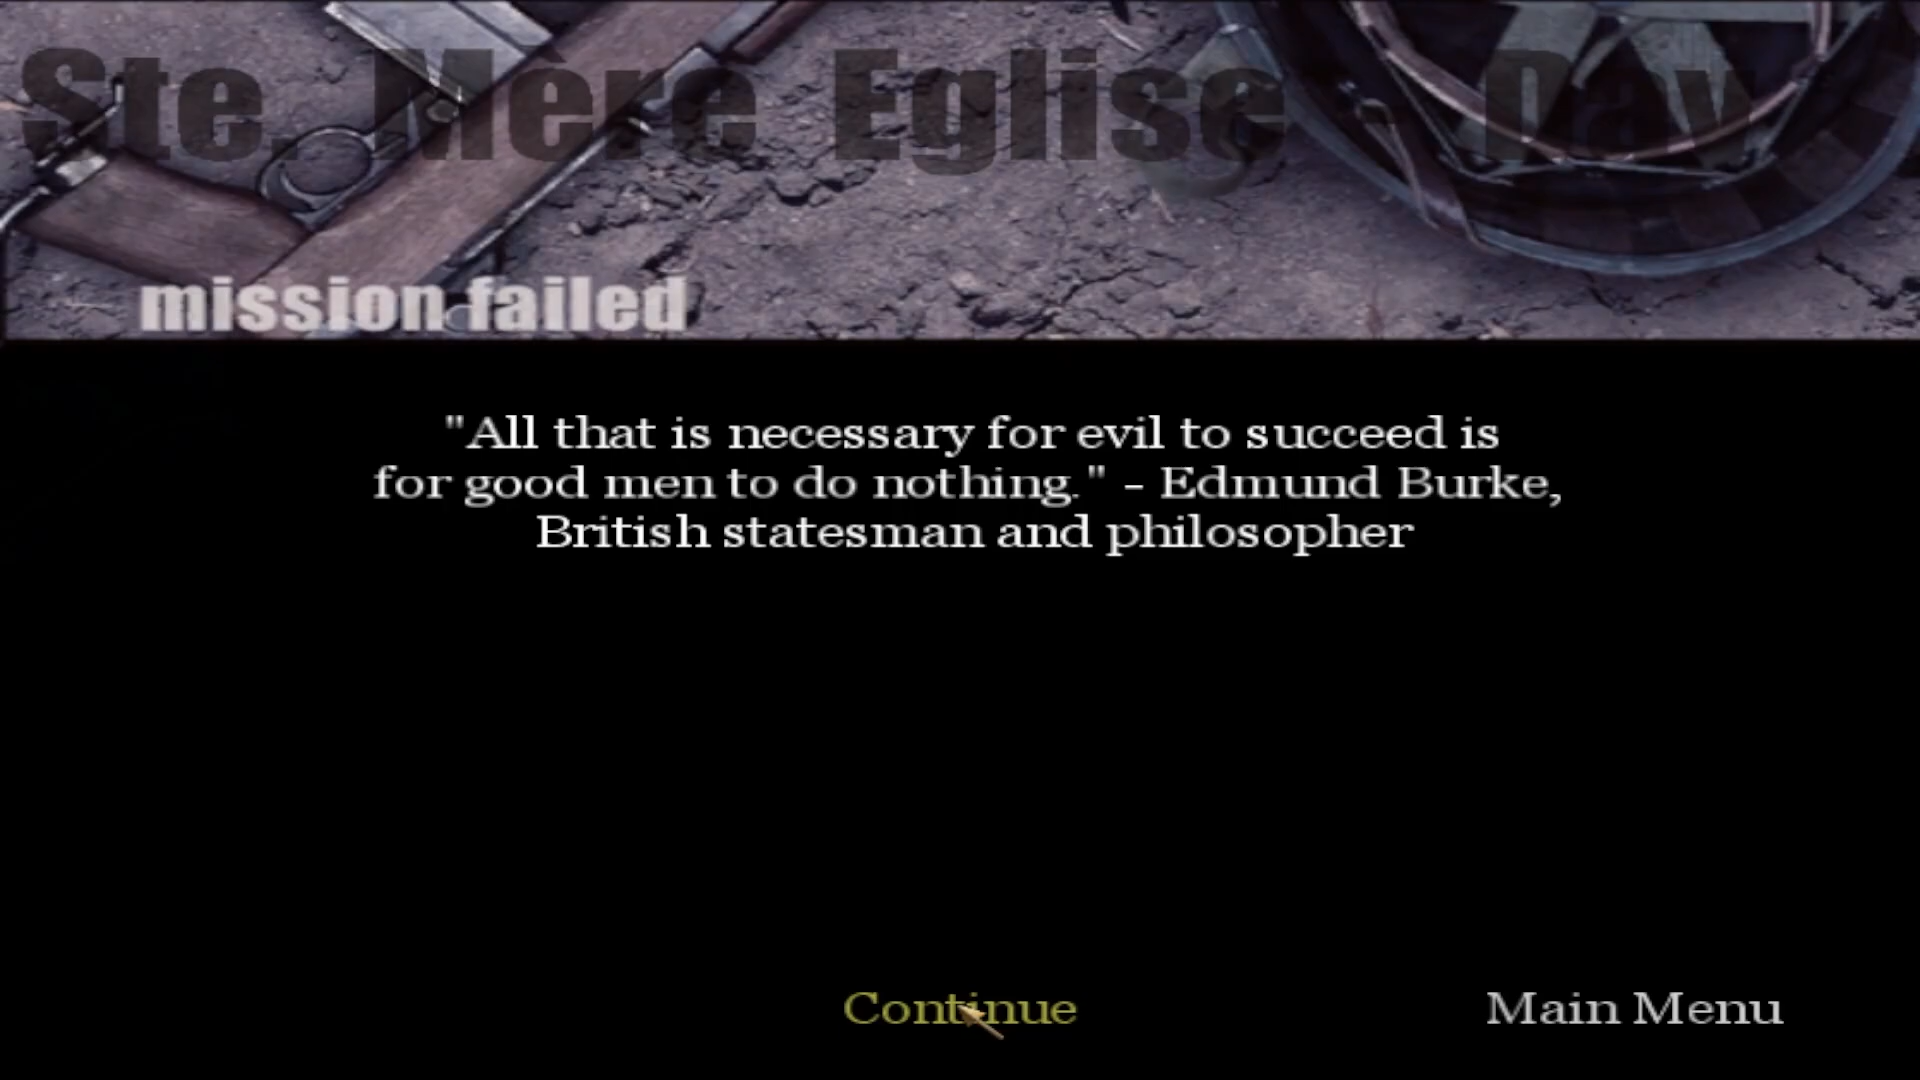 Ste. Mère Eglise - Day
mission failed
"All that is necessary for evil to succeed is
for good men to do nothing." - Edmund Burke,
British statesman and philosopher
Continue
Main Menu